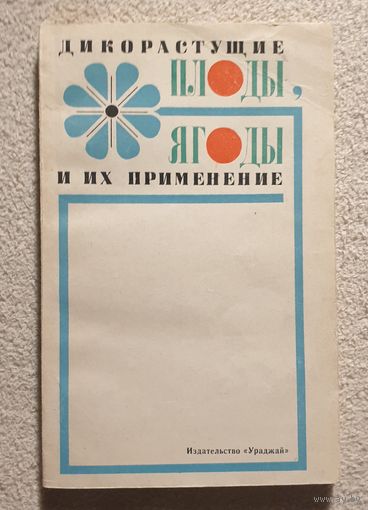 ДИКОРАСТУЩИЕ
ПЛОДЫ,
ЯГОДЫ
И ИХ ПРИМЕНЕНИЕ
Издательство «Ураджай»